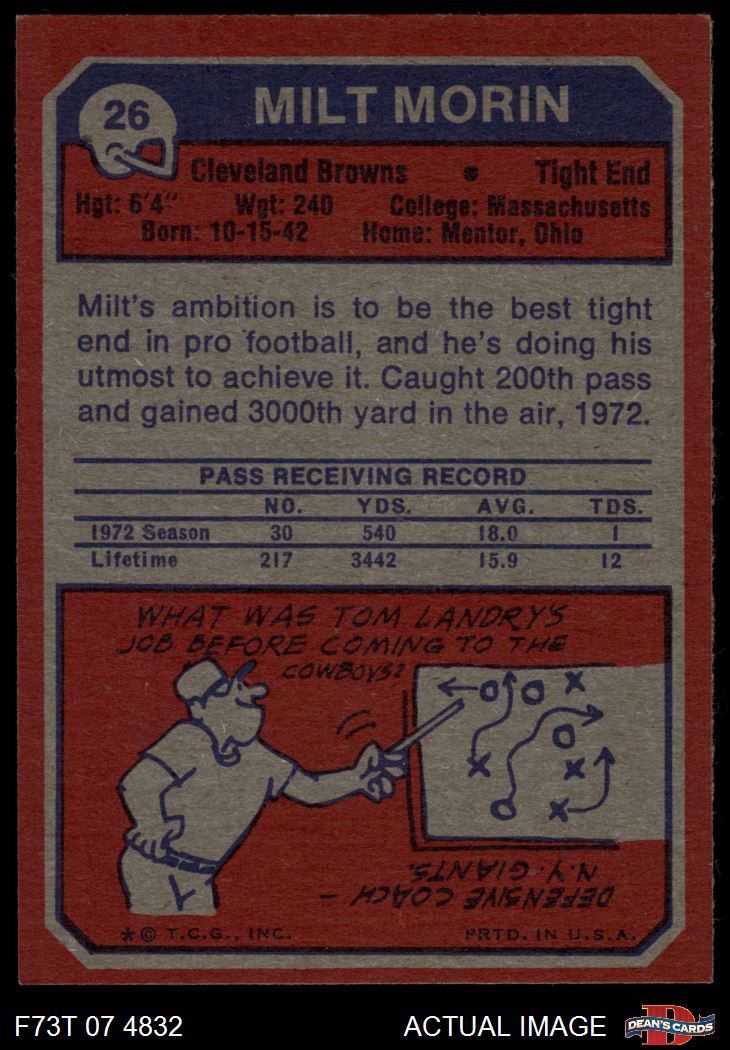 26
MILT MORIN
Cleveland Browns • Tight End
Hgt: 6'4" Wgt: 240 College: Massachusetts
Born: 10-15-42 Home: Mentor, Ohio
Milt's ambition is to be the best tight
end in pro football, and he's doing his
utmost to achieve it. Caught 200th pass
and gained 3000th yard in the air, 1972.
PASS RECEIVING RECORD
NO. YDS. AVG. TDS.
1972 Season 30 540 18.0 1
Lifetime 217 3442 15.9 12
WHAT WAS TOM LANDRY'S
JOB BEFORE COMING TO THE
COWBOYS?
O O X
O
X X
O X
DEFENSIVE COACH –
N.Y. GIANTS.
* © T.C.G., INC. PRTD. IN U.S.A.
F73T 07 4832 ACTUAL IMAGE D DEAN'S CARDS